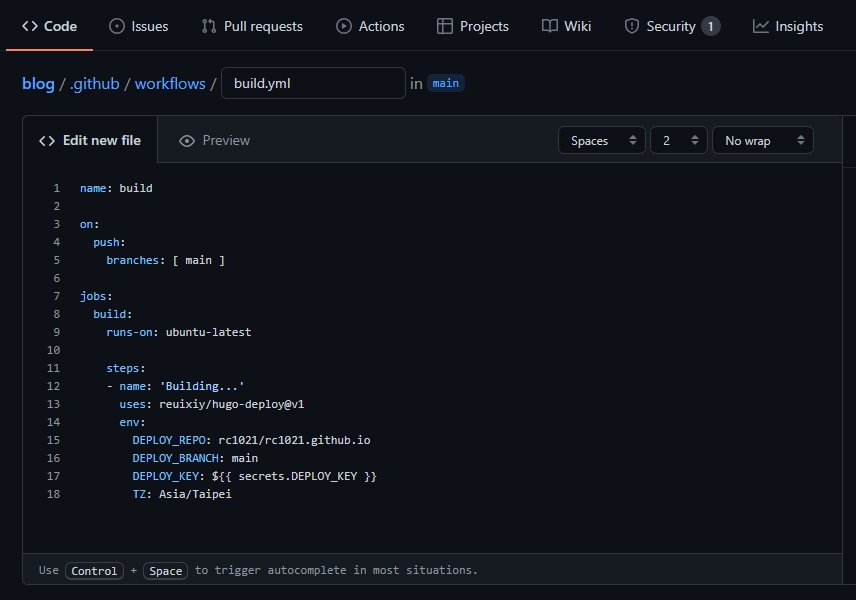 Code Issues Pull requests Actions Projects Wiki Security 1 Insights
blog / .github / workflows / build.yml in main
Edit new file Preview Spaces 2 No wrap
1 name: build
2
3 on:
4   push:
5     branches: [ main ]
6
7 jobs:
8   build:
9     runs-on: ubuntu-latest
10
11     steps:
12     - name: 'Building...'
13       uses: reuixiy/hugo-deploy@v1
14       env:
15         DEPLOY_REPO: rc1021/rc1021.github.io
16         DEPLOY_BRANCH: main
17         DEPLOY_KEY: ${{ secrets.DEPLOY_KEY }}
18         TZ: Asia/Taipei
Use Control + Space to trigger autocomplete in most situations.